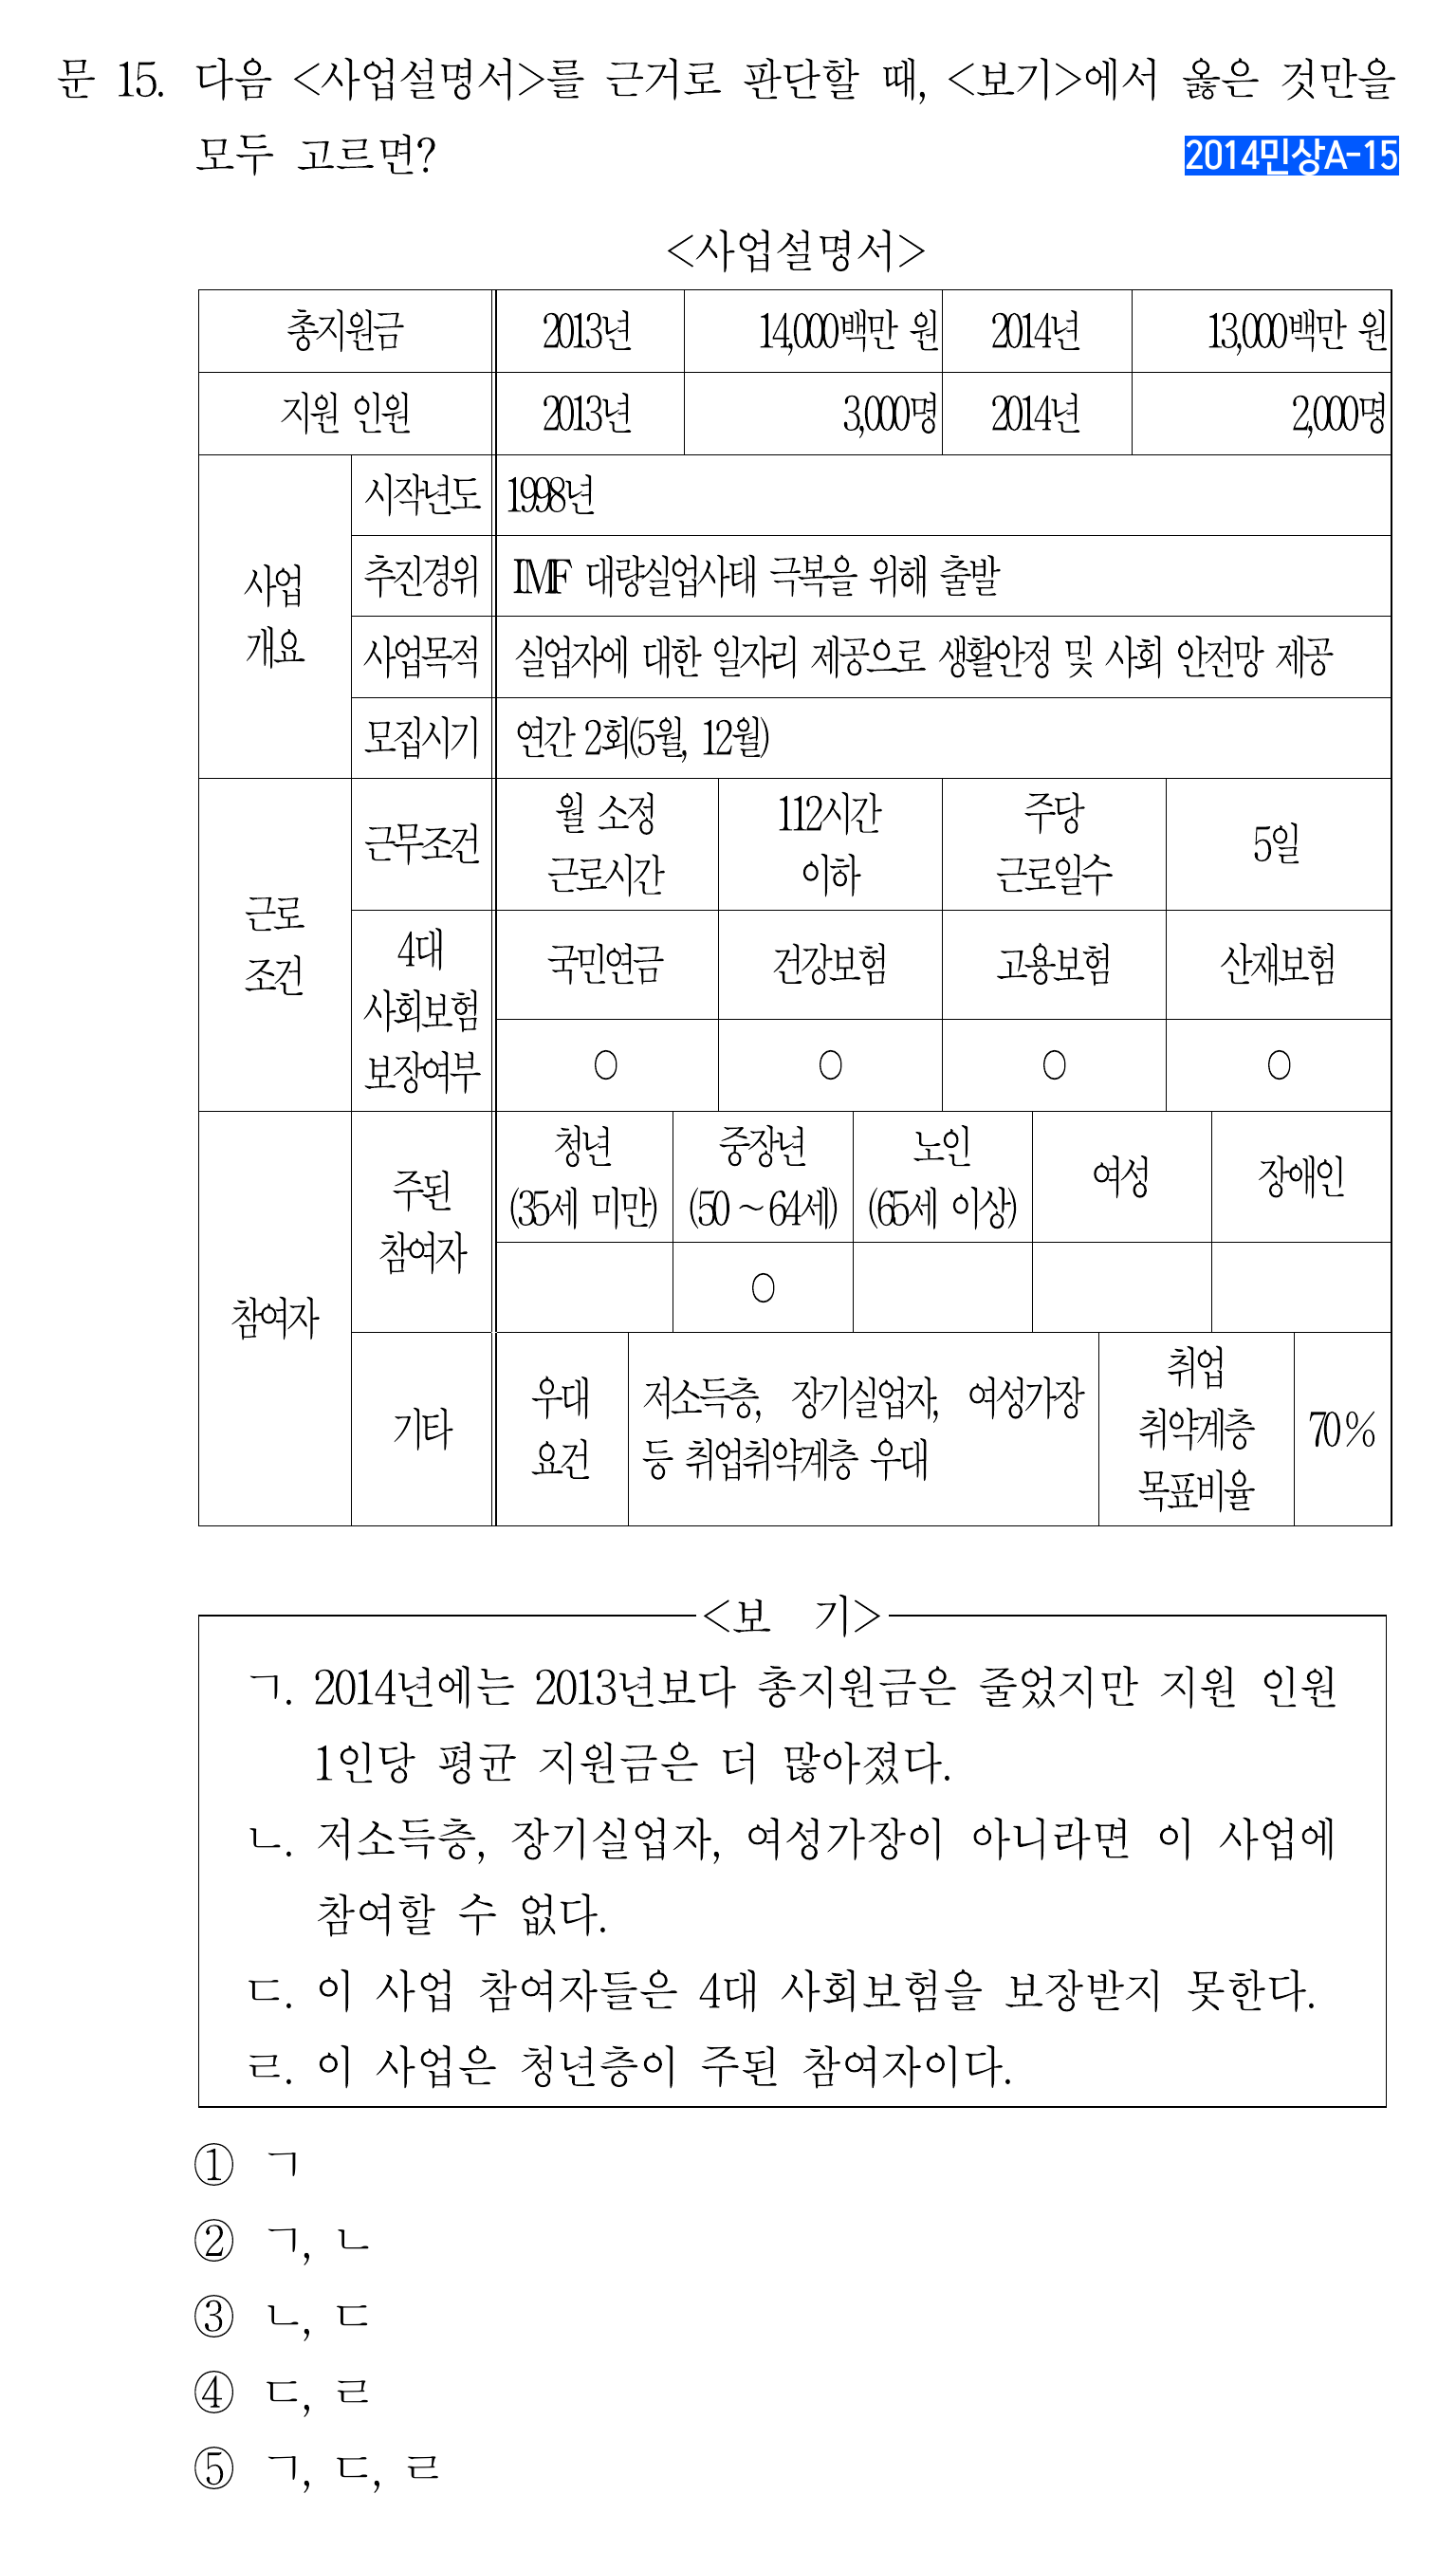 문 15. 다음 <사업설명서>를 근거로 판단할 때, <보기>에서 옳은 것만을
모두 고르면?
2014민상A-15
<사업설명서>
총지원금 2013년 14,000백만 원 2014년 13,000백만 원
지원 인원 2013년 3,000명 2014년 2,000명
사업
개요
시작년도 1998년
추진경위 IMF 대량실업사태 극복을 위해 출발
사업목적 실업자에 대한 일자리 제공으로 생활안정 및 사회 안전망 제공
모집시기 연간 2회(5월, 12월)
근로
조건
근무조건
월 소정
근로시간
112시간
이하
주당
근로일수
5일
4대
사회보험
보장여부
국민연금 건강보험 고용보험 산재보험
○ ○ ○ ○
참여자
주된
참여자
청년
(35세 미만)
중장년
(50～64세)
노인
(65세 이상)
여성
장애인
○
기타
우대
요건
저소득층, 장기실업자, 여성가장
등 취업취약계층 우대
취업
취약계층
목표비율
70%
<보 기>
ㄱ. 2014년에는 2013년보다 총지원금은 줄었지만 지원 인원
1인당 평균 지원금은 더 많아졌다.
ㄴ. 저소득층, 장기실업자, 여성가장이 아니라면 이 사업에
참여할 수 없다.
ㄷ. 이 사업 참여자들은 4대 사회보험을 보장받지 못한다.
ㄹ. 이 사업은 청년층이 주된 참여자이다.
① ㄱ
② ㄱ, ㄴ
③ ㄴ, ㄷ
④ ㄷ, ㄹ
⑤ ㄱ, ㄷ, ㄹ